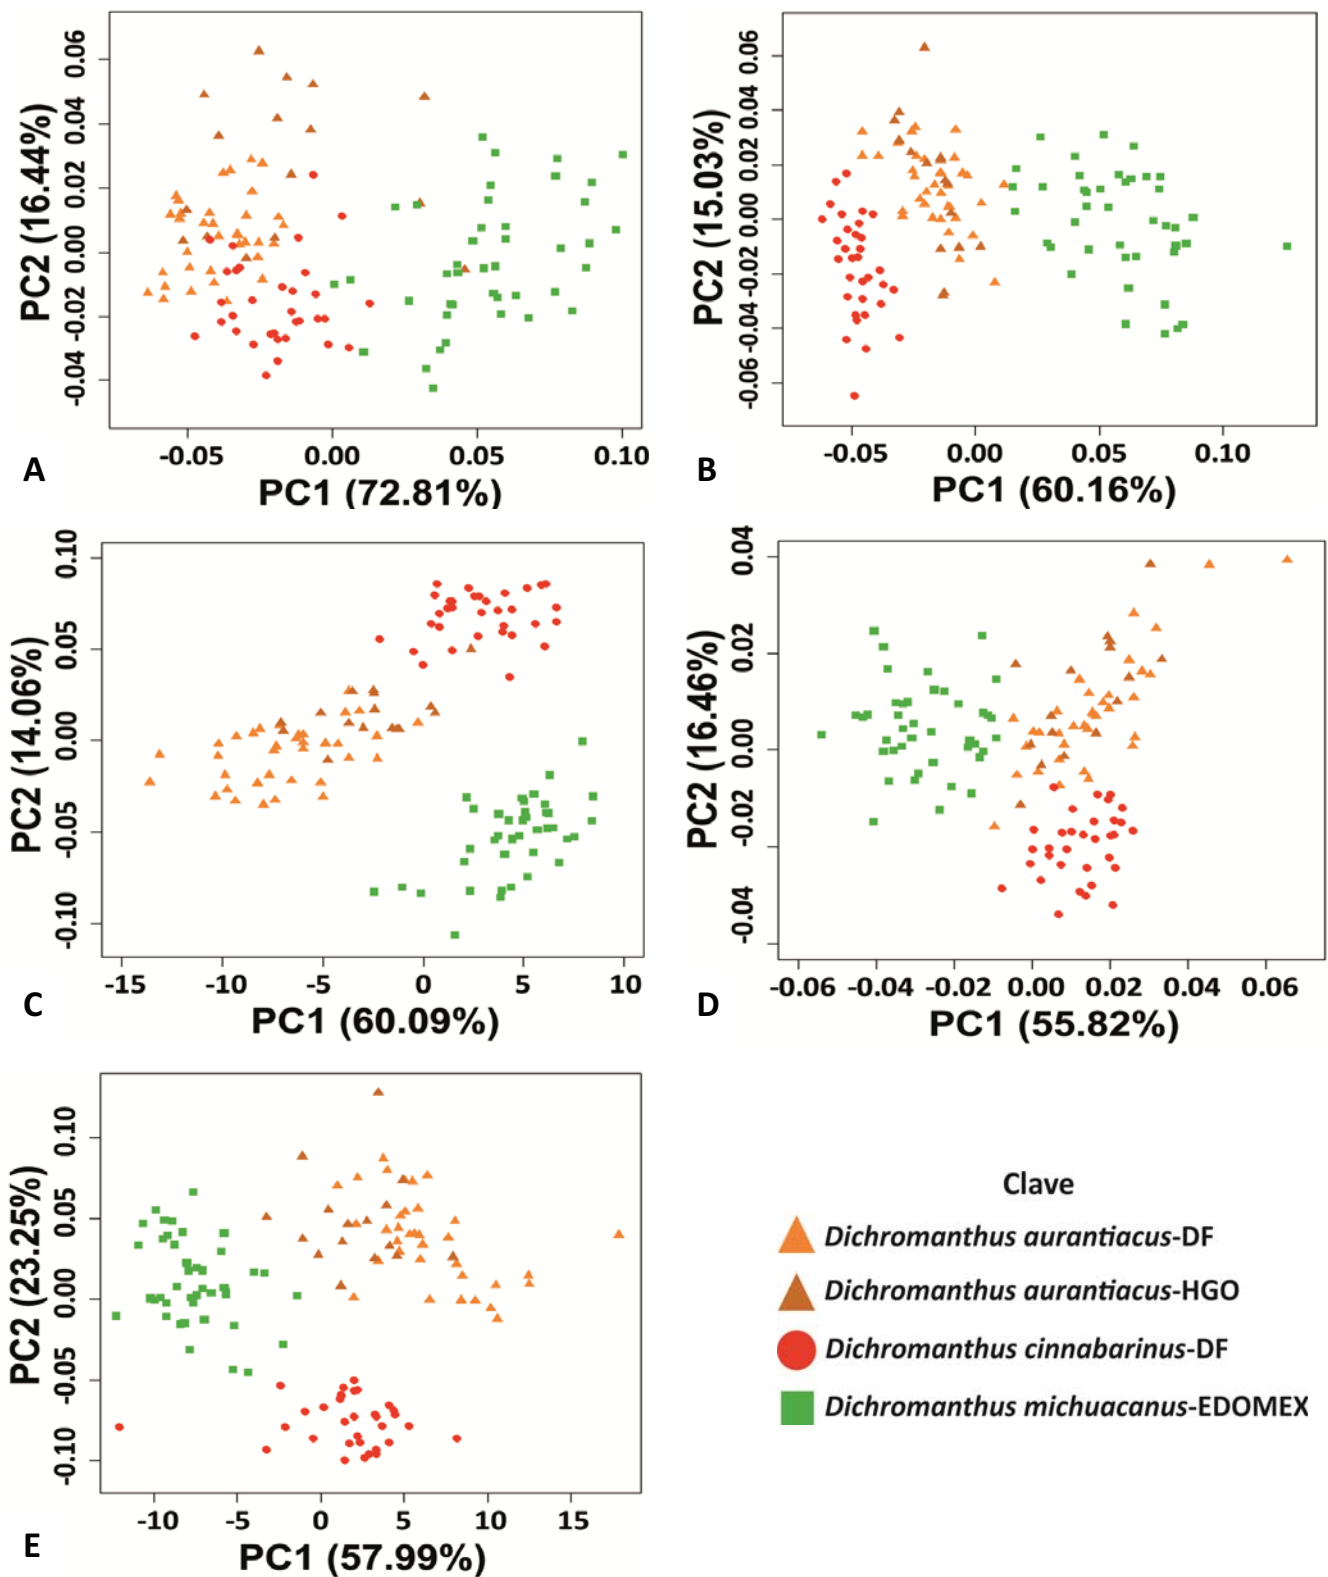 PC2 (16.44%)
0.06
0.04
0.02
0.00
-0.02
-0.04
-0.05
0.00
0.05
0.10
PC1 (72.81%)
A
PC2 (15.03%)
0.06
0.04
0.02
0.00
-0.02
-0.04
-0.06
-0.05
0.00
0.05
0.10
PC1 (60.16%)
B
PC2 (14.06%)
0.10
0.05
0.00
-0.05
-0.10
-15
-10
-5
0
5
10
PC1 (60.09%)
C
PC2 (16.46%)
0.04
0.02
0.00
-0.02
-0.04
-0.06
-0.04
-0.02
0.00
0.02
0.04
0.06
PC1 (55.82%)
D
PC2 (23.25%)
0.10
0.05
0.00
-0.05
-0.10
-10
-5
0
5
10
15
PC1 (57.99%)
E
Clave
Dichromanthus aurantiacus-DF
Dichromanthus aurantiacus-HGO
Dichromanthus cinnabarinus-DF
Dichromanthus michuacanus-EDOMEX